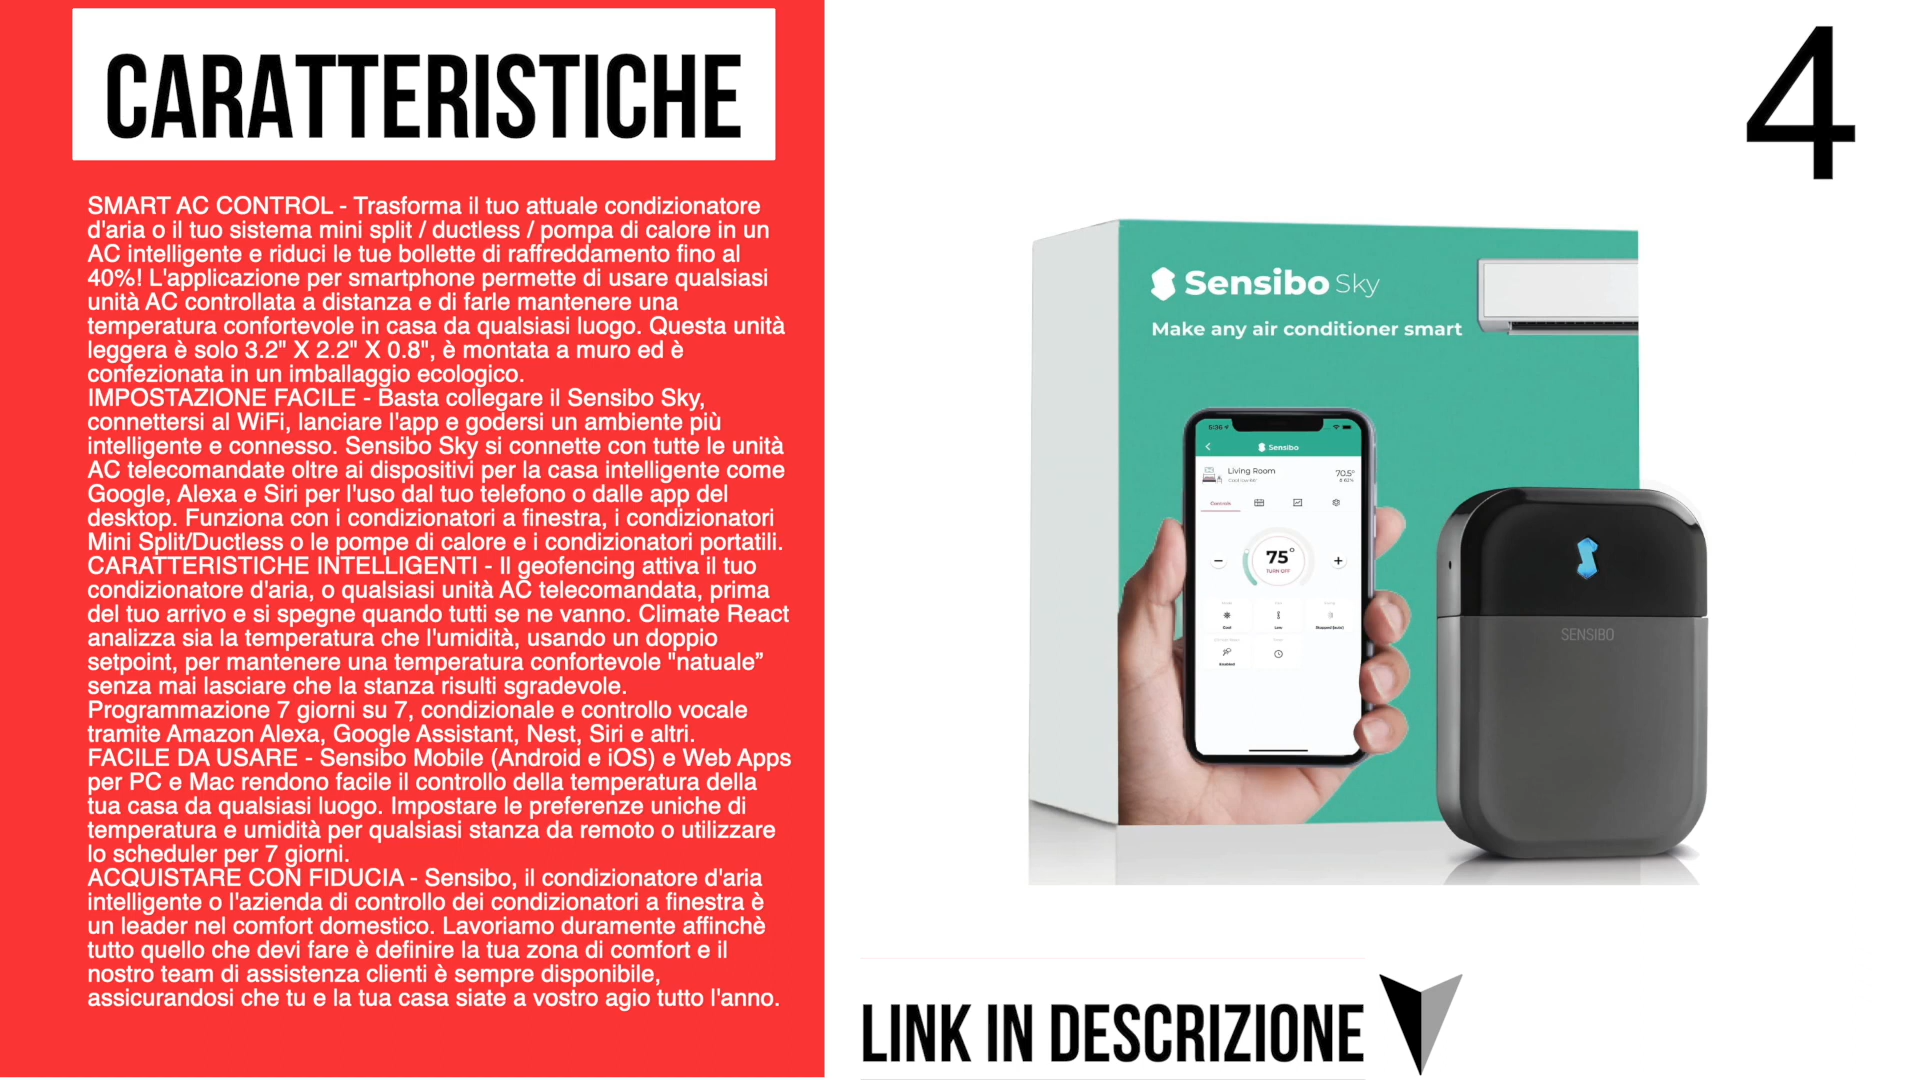 CARATTERISTICHE
SMART AC CONTROL - Trasforma il tuo attuale condizionatore
d'aria o il tuo sistema mini split / ductless / pompa di calore in un
AC intelligente e riduci le tue bollette di raffreddamento fino al
40%! L'applicazione per smartphone permette di usare qualsiasi
unità AC controllata a distanza e di farle mantenere una
temperatura confortevole in casa da qualsiasi luogo. Questa unità
leggera è solo 3.2" X 2.2" X 0.8", è montata a muro ed è
confezionata in un imballaggio ecologico.
IMPOSTAZIONE FACILE - Basta collegare il Sensibo Sky,
connettersi al WiFi, lanciare l'app e godersi un ambiente più
intelligente e connesso. Sensibo Sky si connette con tutte le unità
AC telecomandate oltre ai dispositivi per la casa intelligente come
Google, Alexa e Siri per l'uso dal tuo telefono o dalle app del
desktop. Funziona con i condizionatori a finestra, i condizionatori
Mini Split/Ductless o le pompe di calore e i condizionatori portatili.
CARATTERISTICHE INTELLIGENTI - Il geofencing attiva il tuo
condizionatore d'aria, o qualsiasi unità AC telecomandata, prima
del tuo arrivo e si spegne quando tutti se ne vanno. Climate React
analizza sia la temperatura che l'umidità, usando un doppio
setpoint, per mantenere una temperatura confortevole "natuale”
senza mai lasciare che la stanza risulti sgradevole.
Programmazione 7 giorni su 7, condizionale e controllo vocale
tramite Amazon Alexa, Google Assistant, Nest, Siri e altri.
FACILE DA USARE - Sensibo Mobile (Android e iOS) e Web Apps
per PC e Mac rendono facile il controllo della temperatura della
tua casa da qualsiasi luogo. Impostare le preferenze uniche di
temperatura e umidità per qualsiasi stanza da remoto o utilizzare
lo scheduler per 7 giorni.
ACQUISTARE CON FIDUCIA - Sensibo, il condizionatore d'aria
intelligente o l'azienda di controllo dei condizionatori a finestra è
un leader nel comfort domestico. Lavoriamo duramente affinchè
tutto quello che devi fare è definire la tua zona di comfort e il
nostro team di assistenza clienti è sempre disponibile,
assicurandosi che tu e la tua casa siate a vostro agio tutto l'anno.
4
Sensibo Sky
Make any air conditioner smart
5:36
Sensibo
Living Room
70.5°
Controls
75°
TURN OFF
Cool
Low
Stopped (auto)
Enabled
SENSIBO
LINK IN DESCRIZIONE